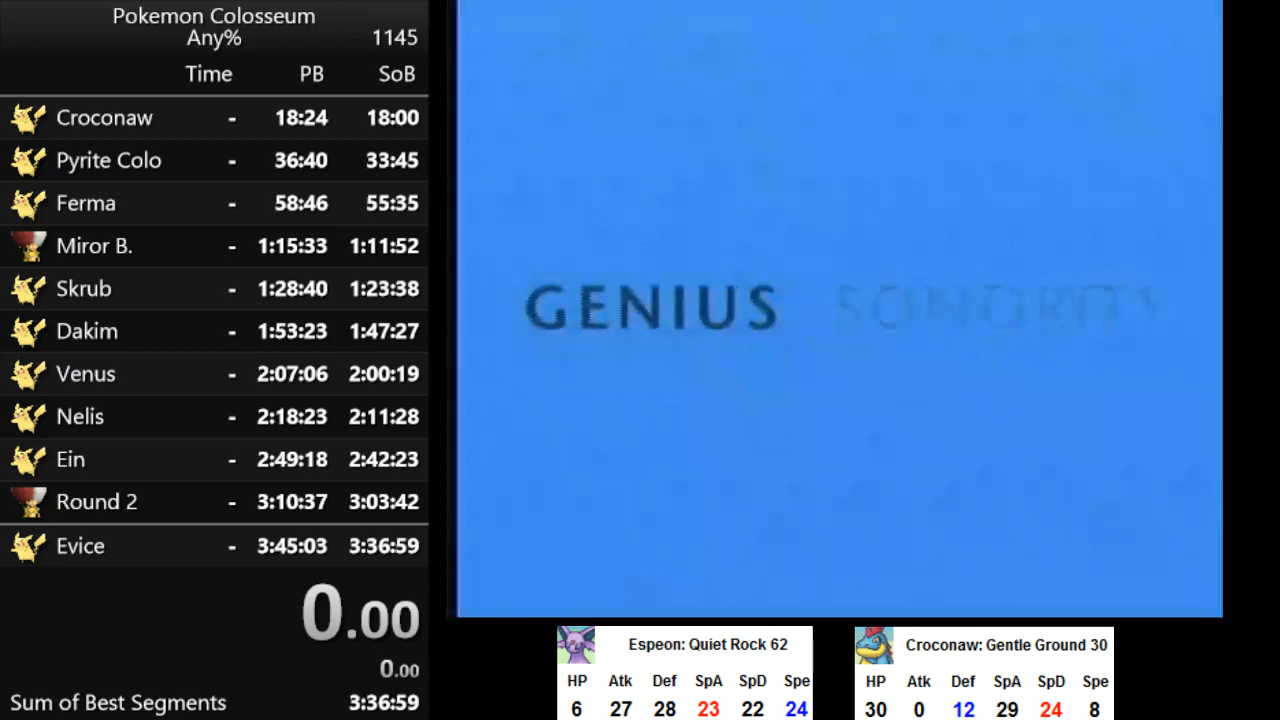 Pokemon Colosseum
Any% 1145
Time PB SoB
Croconaw - 18:24 18:00
Pyrite Colo - 36:40 33:45
Ferma - 58:46 55:35
Miror B. - 1:15:33 1:11:52
Skrub - 1:28:40 1:23:38
Dakim - 1:53:23 1:47:27
Venus - 2:07:06 2:00:19
Nelis - 2:18:23 2:11:28
Ein - 2:49:18 2:42:23
Round 2 - 3:10:37 3:03:42
Evice - 3:45:03 3:36:59
0.00
0.00
Sum of Best Segments 3:36:59
GENIUS SONORITY
Espeon: Quiet Rock 62
HP Atk Def SpA SpD Spe
6 27 28 23 22 24
Croconaw: Gentle Ground 30
HP Atk Def SpA SpD Spe
30 0 12 29 24 8